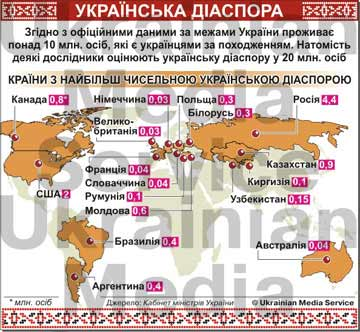 УКРАЇНСЬКА ДІАСПОРА
Згідно з офіційними даними за межами України проживає
понад 10 млн. осіб, які є українцями за походженням. Натомість
деякі дослідники оцінюють українську діаспору у 20 млн. осіб
КРАЇНИ З НАЙБІЛЬШ ЧИСЕЛЬНОЮ УКРАЇНСЬКОЮ ДІАСПОРОЮ
Канада 0,8*
Німеччина 0,03
Польща 0,3
Росія 4,4
Білорусь 0,3
Велико-
британія 0,03
Франція 0,04
Словаччина 0,04
Румунія 0,1
Молдова 0,6
США 2
Казахстан 0,9
Киргизія 0,1
Узбекистан 0,15
Бразилія 0,4
Австралія 0,04
Аргентина 0,4
* млн. осіб
Джерело: Кабінет міністрів України
© Ukrainian Media Service
Media
Service
Ukrainian
Media